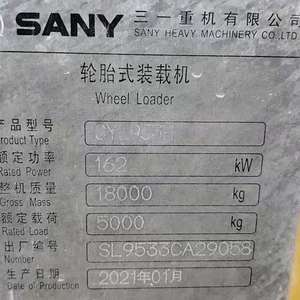 SANY 三一重机有限公司
SANY HEAVY MACHINERY CO.,LTD
轮胎式装载机
Wheel Loader
产品型号
Product Type
额定功率 162 kW
Rated Power
整机质量 18000 kg
Gross Mass
额定载荷 5000 kg
Rated Load
出厂编号 SL9533CA29058
Number
生产日期 2021年01月
Date of Production